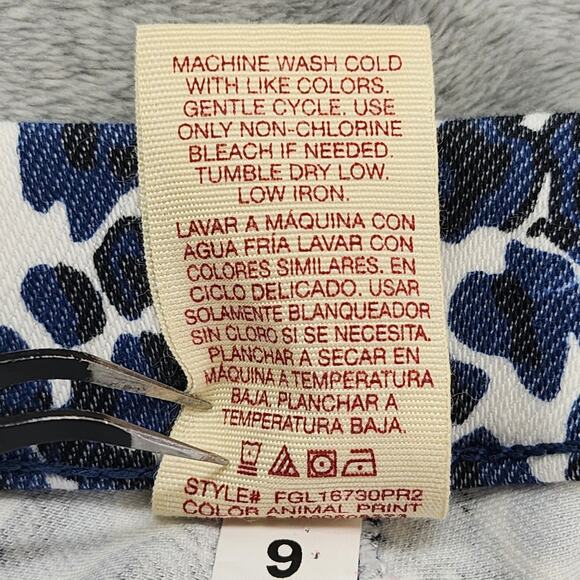 MACHINE WASH COLD
WITH LIKE COLORS.
GENTLE CYCLE. USE
ONLY NON-CHLORINE
BLEACH IF NEEDED.
TUMBLE DRY LOW.
LOW IRON.
LAVAR A MÁQUINA CON
AGUA FRÍA LAVAR CON
COLORES SIMILARES. EN
CICLO DELICADO. USAR
SOLAMENTE BLANQUEADOR
SIN CLORO SI SE NECESITA.
PLANCHAR A SECAR EN
MÁQUINA A TEMPERATURA
BAJA. PLANCHAR A
TEMPERATURA BAJA.
STYLE# FGL16730PR2
COLOR ANIMAL PRINT
9